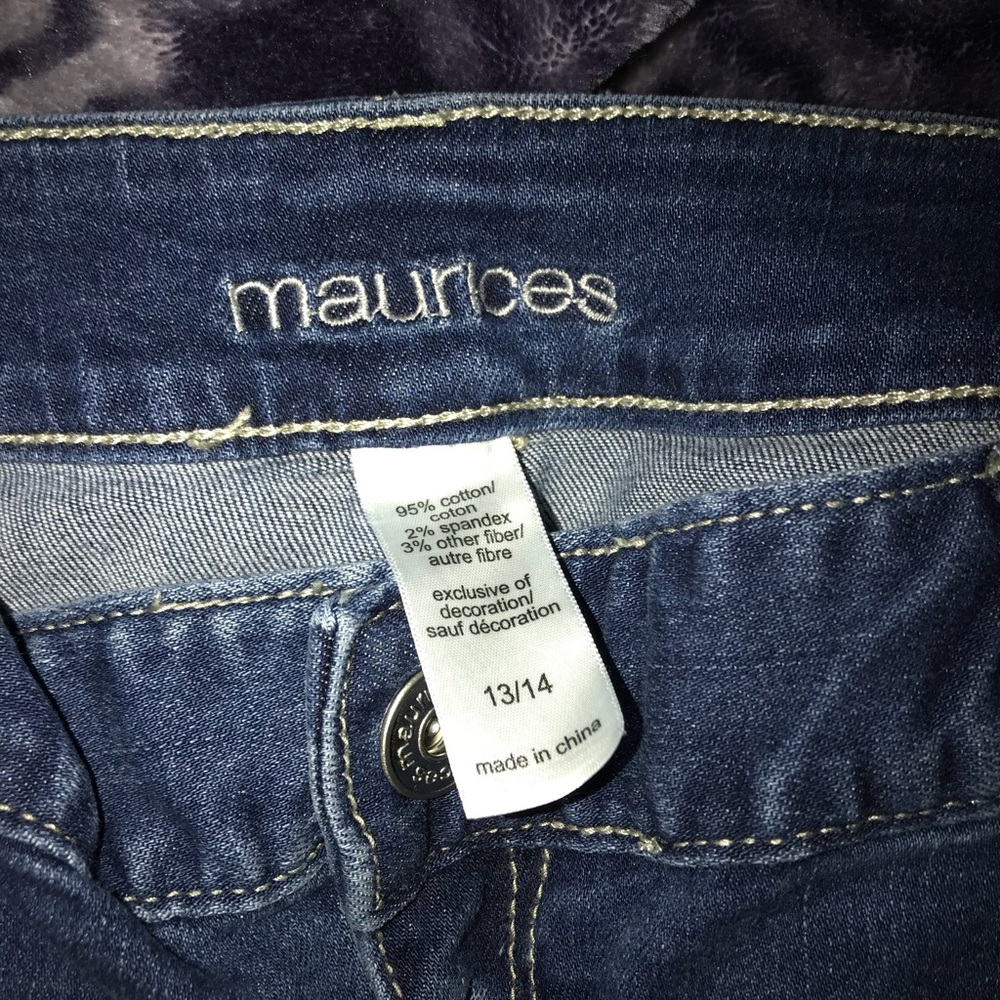 maurices
95% cotton/
coton
2% spandex
3% other fiber/
autre fibre
exclusive of
decoration/
sauf décoration
13/14
made in china